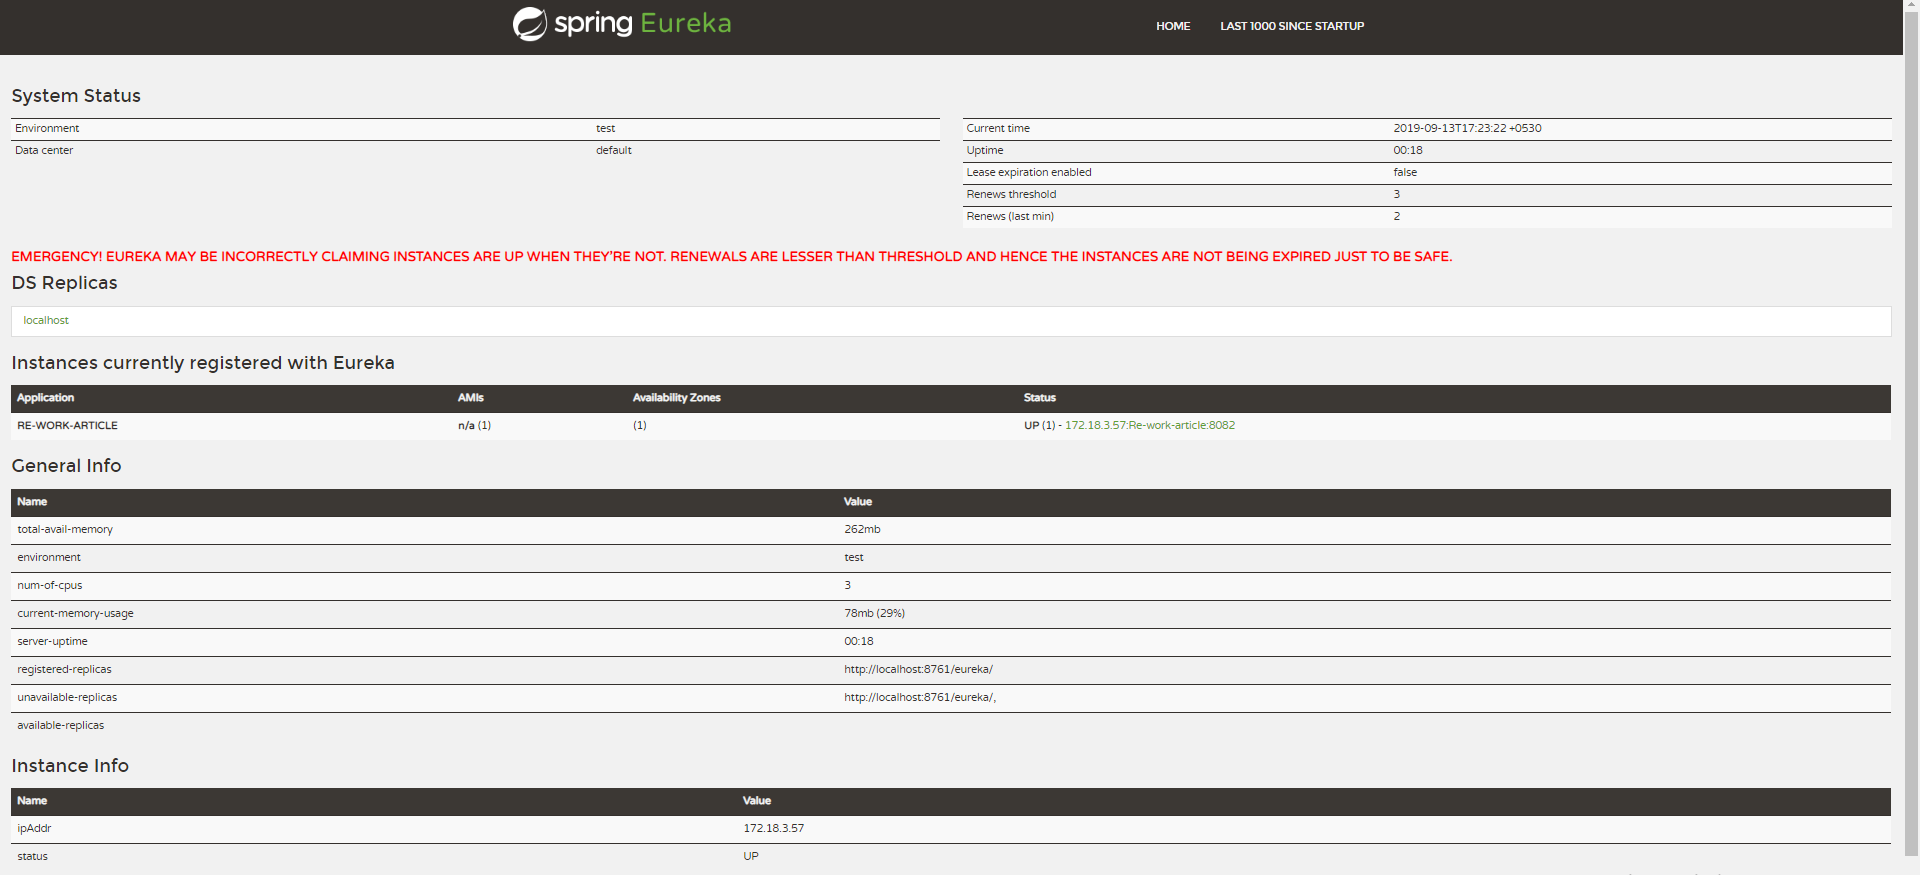 spring Eureka
HOME LAST 1000 SINCE STARTUP
System Status
Environment test
Data center default
Current time 2019-09-13T17:23:22 +0530
Uptime 00:18
Lease expiration enabled false
Renews threshold 3
Renews (last min) 2
EMERGENCY! EUREKA MAY BE INCORRECTLY CLAIMING INSTANCES ARE UP WHEN THEY'RE NOT. RENEWALS ARE LESSER THAN THRESHOLD AND HENCE THE INSTANCES ARE NOT BEING EXPIRED JUST TO BE SAFE.
DS Replicas
localhost
Instances currently registered with Eureka
Application AMIs Availability Zones Status
RE-WORK-ARTICLE n/a (1) (1) UP (1) - 172.18.3.57:Re-work-article:8082
General Info
Name Value
total-avail-memory 262mb
environment test
num-of-cpus 3
current-memory-usage 78mb (29%)
server-uptime 00:18
registered-replicas http://localhost:8761/eureka/
unavailable-replicas http://localhost:8761/eureka/,
available-replicas
Instance Info
Name Value
ipAddr 172.18.3.57
status UP